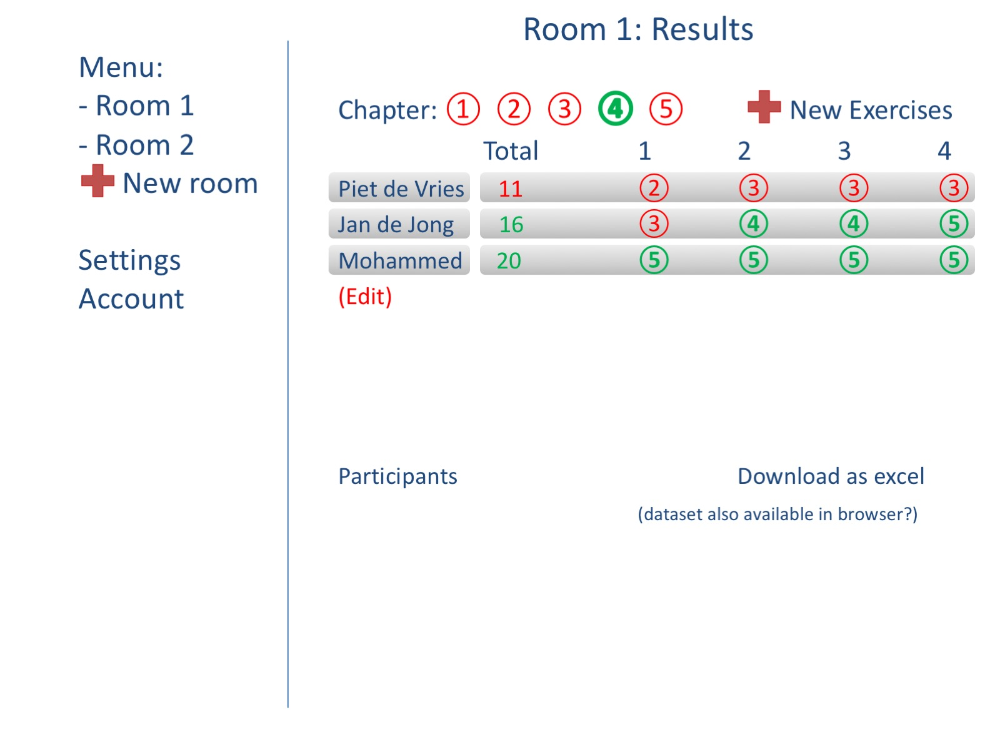 Room 1: Results
Menu:
- Room 1
- Room 2
New room
Settings
Account
Chapter: 1 2 3 4 5
New Exercises
Total 1 2 3 4
Piet de Vries 11 2 3 3 3
Jan de Jong 16 3 4 4 5
Mohammed 20 5 5 5 5
(Edit)
Participants
Download as excel
(dataset also available in browser?)